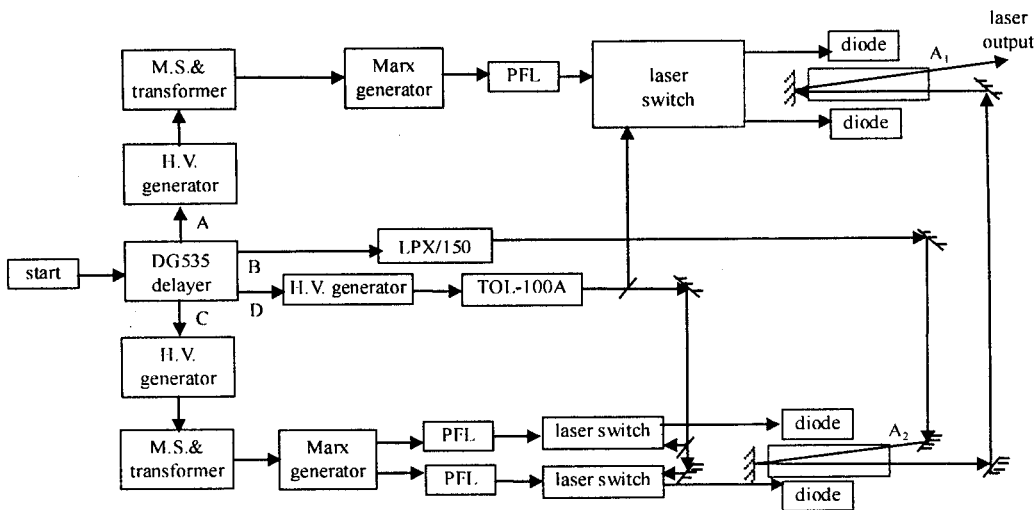 laser
output
diode
A1
M.S.&
transformer
Marx
generator
PFL
laser
switch
diode
H.V.
generator
A
start
DG535
delayer
B
LPX/150
D
H.V. generator
TOL-100A
C
H.V.
generator
M.S.&
transformer
Marx
generator
PFL
laser switch
diode
A2
PFL
laser switch
diode